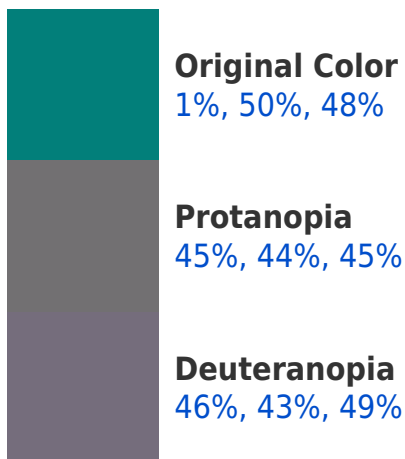 Original Color
1%, 50%, 48%
Protanopia
45%, 44%, 45%
Deuteranopia
46%, 43%, 49%